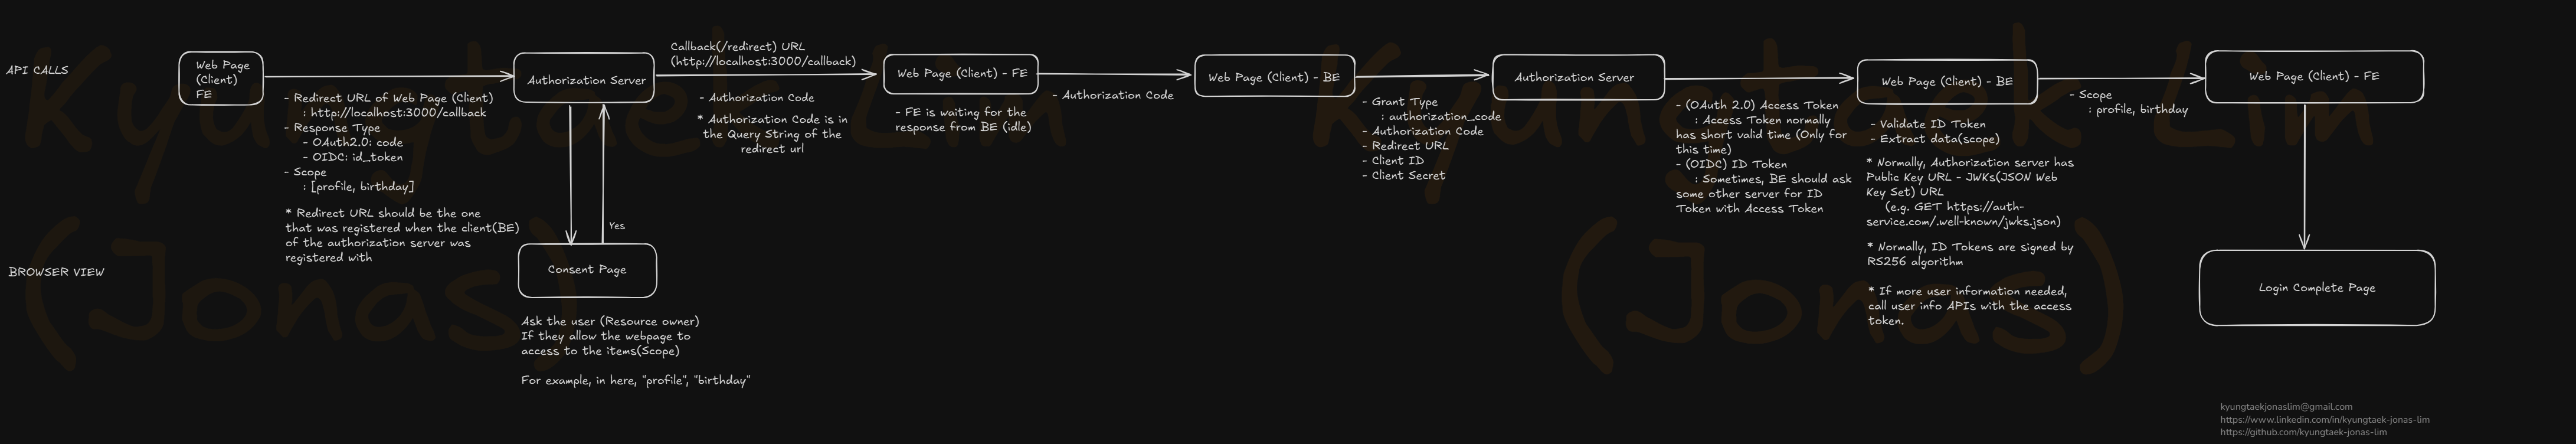 API CALLS
Web Page
(Client)
FE
- Redirect URL of Web Page (Client)
: http://localhost:3000/callback
- Response Type
- OAuth2.0: code
- OIDC: id_token
- Scope
: [profile, birthday]
* Redirect URL should be the one
that was registered when the client(BE)
of the authorization server was
registered with
Authorization Server
Yes
BROWSER VIEW
Consent Page
Ask the user (Resource owner)
If they allow the webpage to
access to the items(Scope)
For example, in here, "profile", "birthday"
Callback(/redirect) URL
(http://localhost:3000/callback)
- Authorization Code
* Authorization Code is in
the Query String of the
redirect url
Web Page (Client) - FE
- FE is waiting for the
response from BE (idle)
- Authorization Code
Web Page (Client) - BE
- Grant Type
: authorization_code
- Authorization Code
- Redirect URL
- Client ID
- Client Secret
Authorization Server
- (OAuth 2.0) Access Token
: Access Token normally
has short valid time (Only for
this time)
- (OIDC) ID Token
: Sometimes, BE should ask
some other server for ID
Token with Access Token
Web Page (Client) - BE
- Validate ID Token
- Extract data(scope)
* Normally, Authorization server has
Public Key URL - JWKs(JSON Web
Key Set) URL
(e.g. GET https://auth-
service.com/.well-known/jwks.json)
* Normally, ID Tokens are signed by
RS256 algorithm
* If more user information needed,
call user info APIs with the access
token.
- Scope
: profile, birthday
Web Page (Client) - FE
Login Complete Page
Kyungtaek Lim
(Jonas)
Kyungtaek Lim
(Jonas)
kyungtaekjonaslim@gmail.com
https://www.linkedin.com/in/kyungtaek-jonas-lim
https://github.com/kyungtaek-jonas-lim